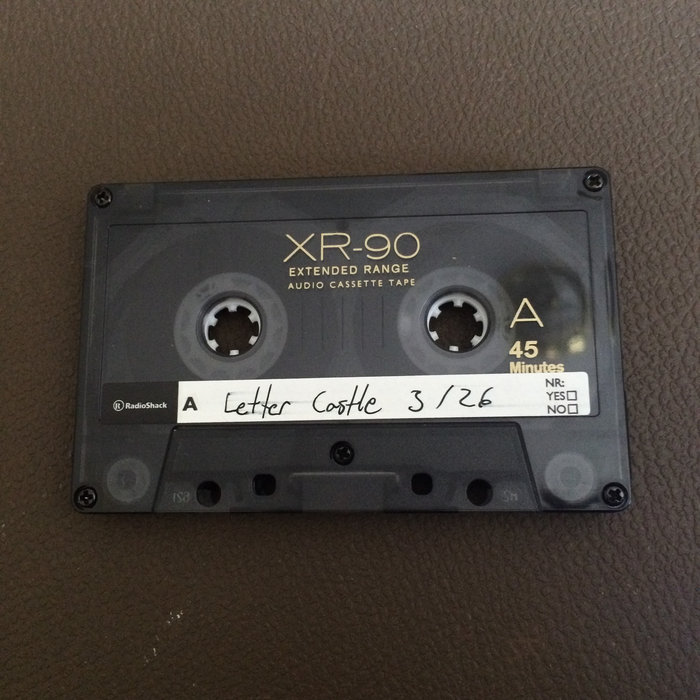 XR-90
EXTENDED RANGE
AUDIO CASSETTE TAPE
A
45
Minutes
NR:
YES
NO
R RadioShack
A Letter Castle 3/26